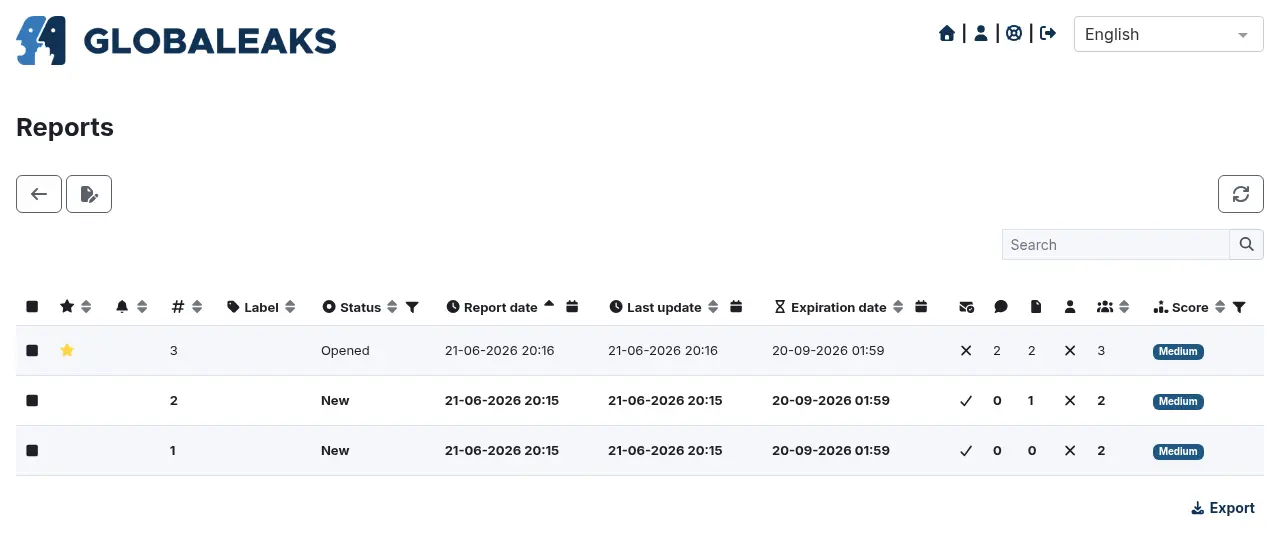 GLOBALEAKS
English
Reports
Search
# Label Status Report date Last update Expiration date Score
3 Opened 21-06-2026 20:16 21-06-2026 20:16 20-09-2026 01:59 2 2 3 Medium
2 New 21-06-2026 20:15 21-06-2026 20:15 20-09-2026 01:59 0 1 2 Medium
1 New 21-06-2026 20:15 21-06-2026 20:15 20-09-2026 01:59 0 0 2 Medium
Export